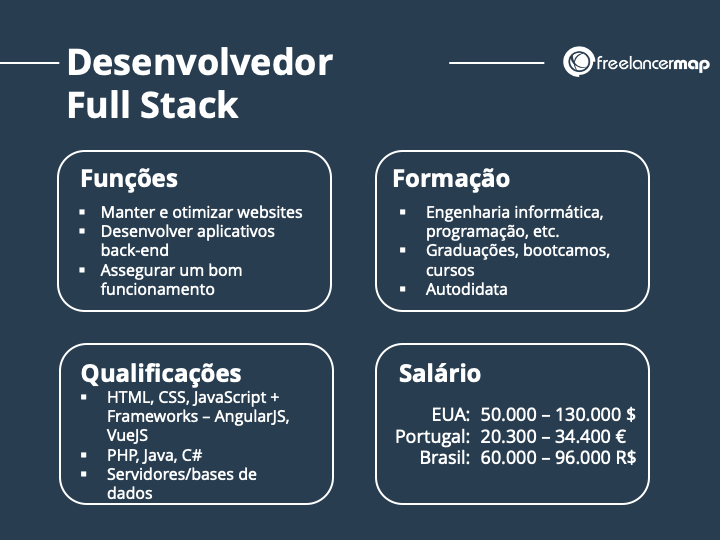 Desenvolvedor
Full Stack
freelancermap
Funções
▪ Manter e otimizar websites
▪ Desenvolver aplicativos
back-end
▪ Assegurar um bom
funcionamento
Formação
▪ Engenharia informática,
programação, etc.
▪ Graduações, bootcamos,
cursos
▪ Autodidata
Qualificações
▪ HTML, CSS, JavaScript +
Frameworks – AngularJS,
VueJS
▪ PHP, Java, C#
▪ Servidores/bases de
dados
Salário
EUA: 50.000 – 130.000 $
Portugal: 20.300 – 34.400 €
Brasil: 60.000 – 96.000 R$